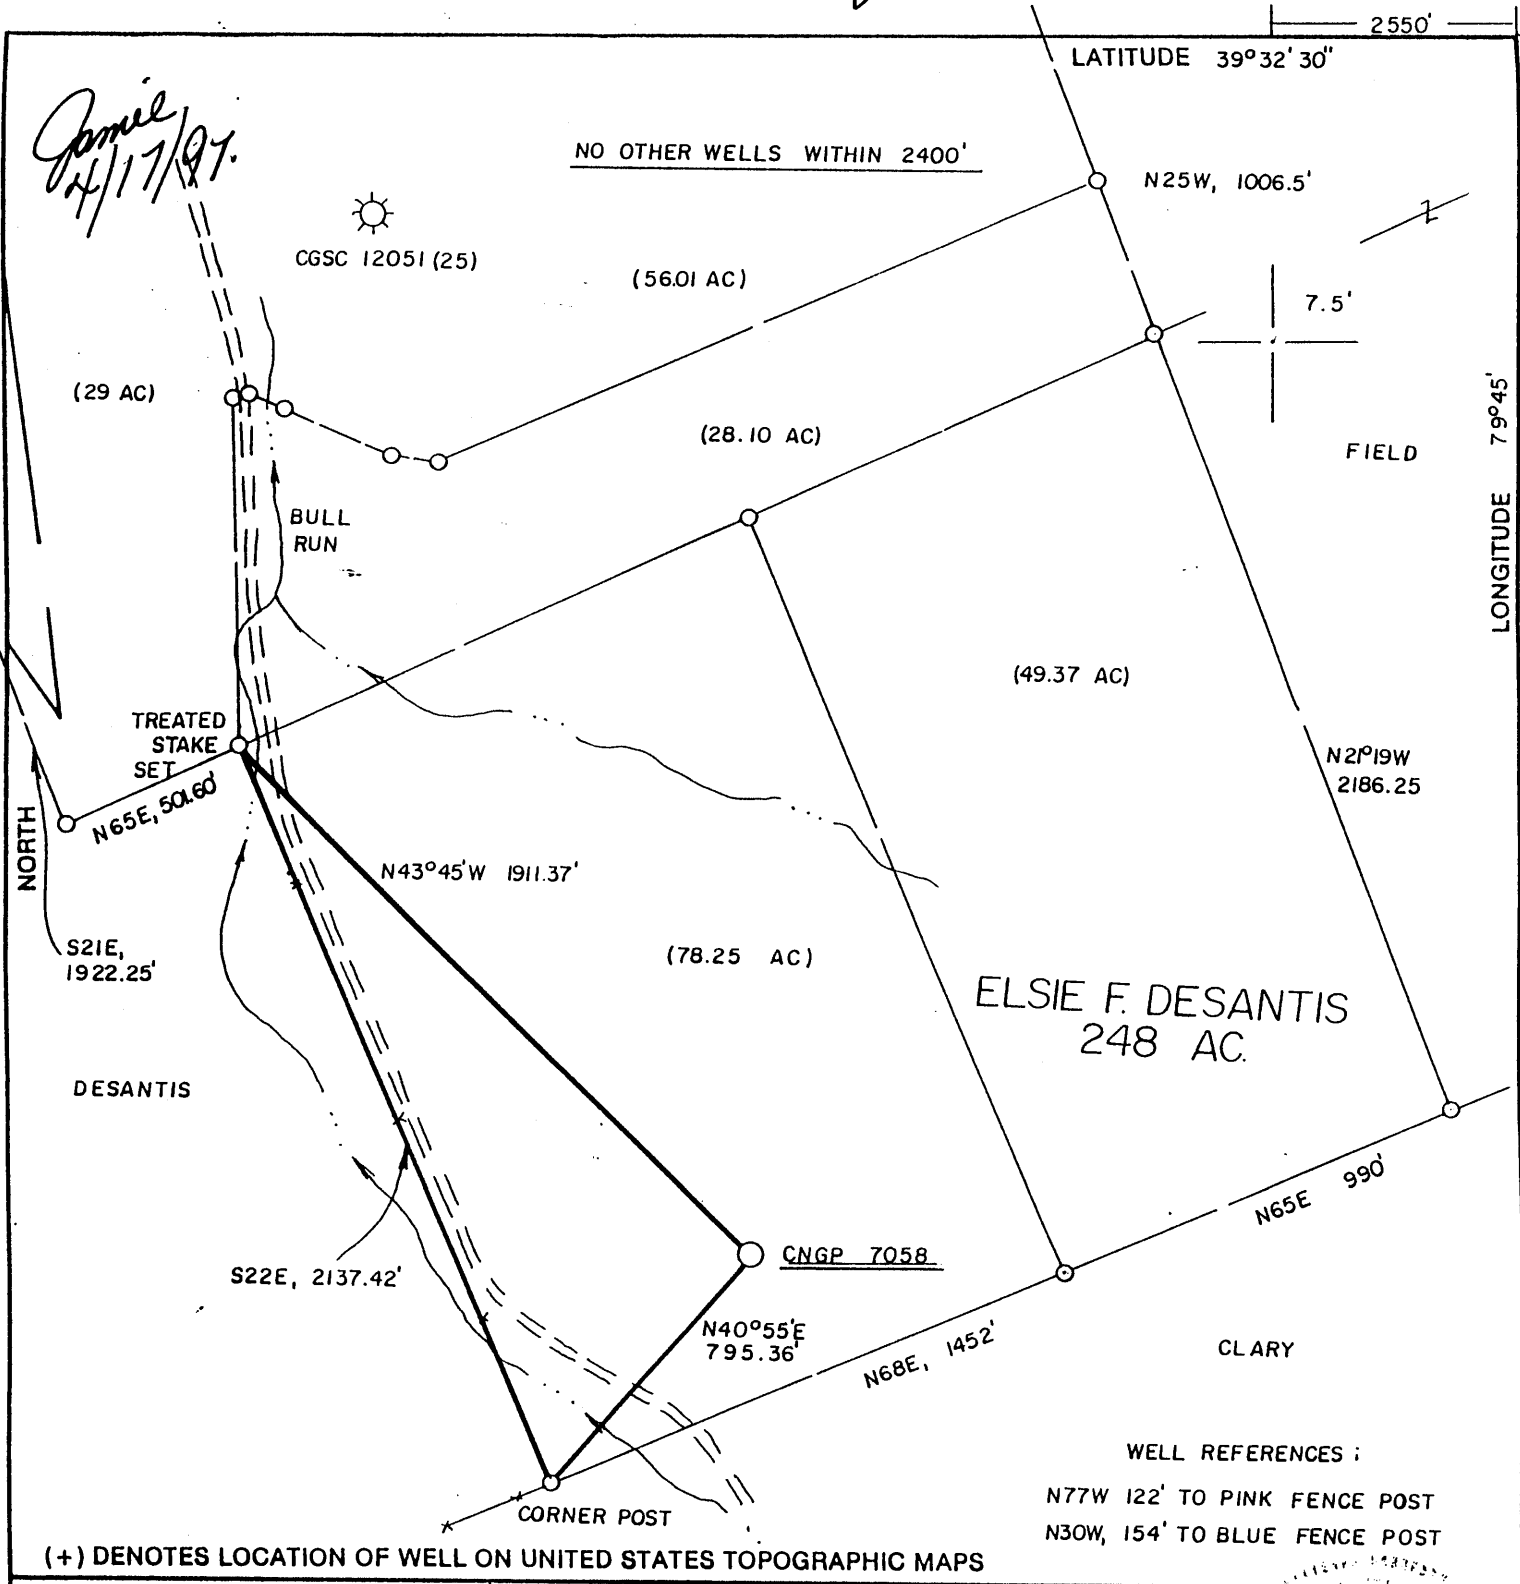 2550'
LATITUDE 39°32'30"
Jamie
4/17/97.
NO OTHER WELLS WITHIN 2400'
N25W, 1006.5'
CGSC 12051 (25)
(56.01 AC)
7.5'
(29 AC)
(28.10 AC)
FIELD
LONGITUDE 79°45'
BULL
RUN
(49.37 AC)
TREATED
STAKE
SET
N65E, 501.60'
N21°19W
2186.25
NORTH
N43°45'W 1911.37'
S21E,
1922.25'
(78.25 AC)
ELSIE F. DESANTIS
248 AC.
DESANTIS
N65E 990'
S22E, 2137.42'
CNGP 7058
N40°55'E
795.36'
N68E, 1452'
CLARY
WELL REFERENCES ;
N77W 122' TO PINK FENCE POST
N30W, 154' TO BLUE FENCE POST
CORNER POST
(+) DENOTES LOCATION OF WELL ON UNITED STATES TOPOGRAPHIC MAPS